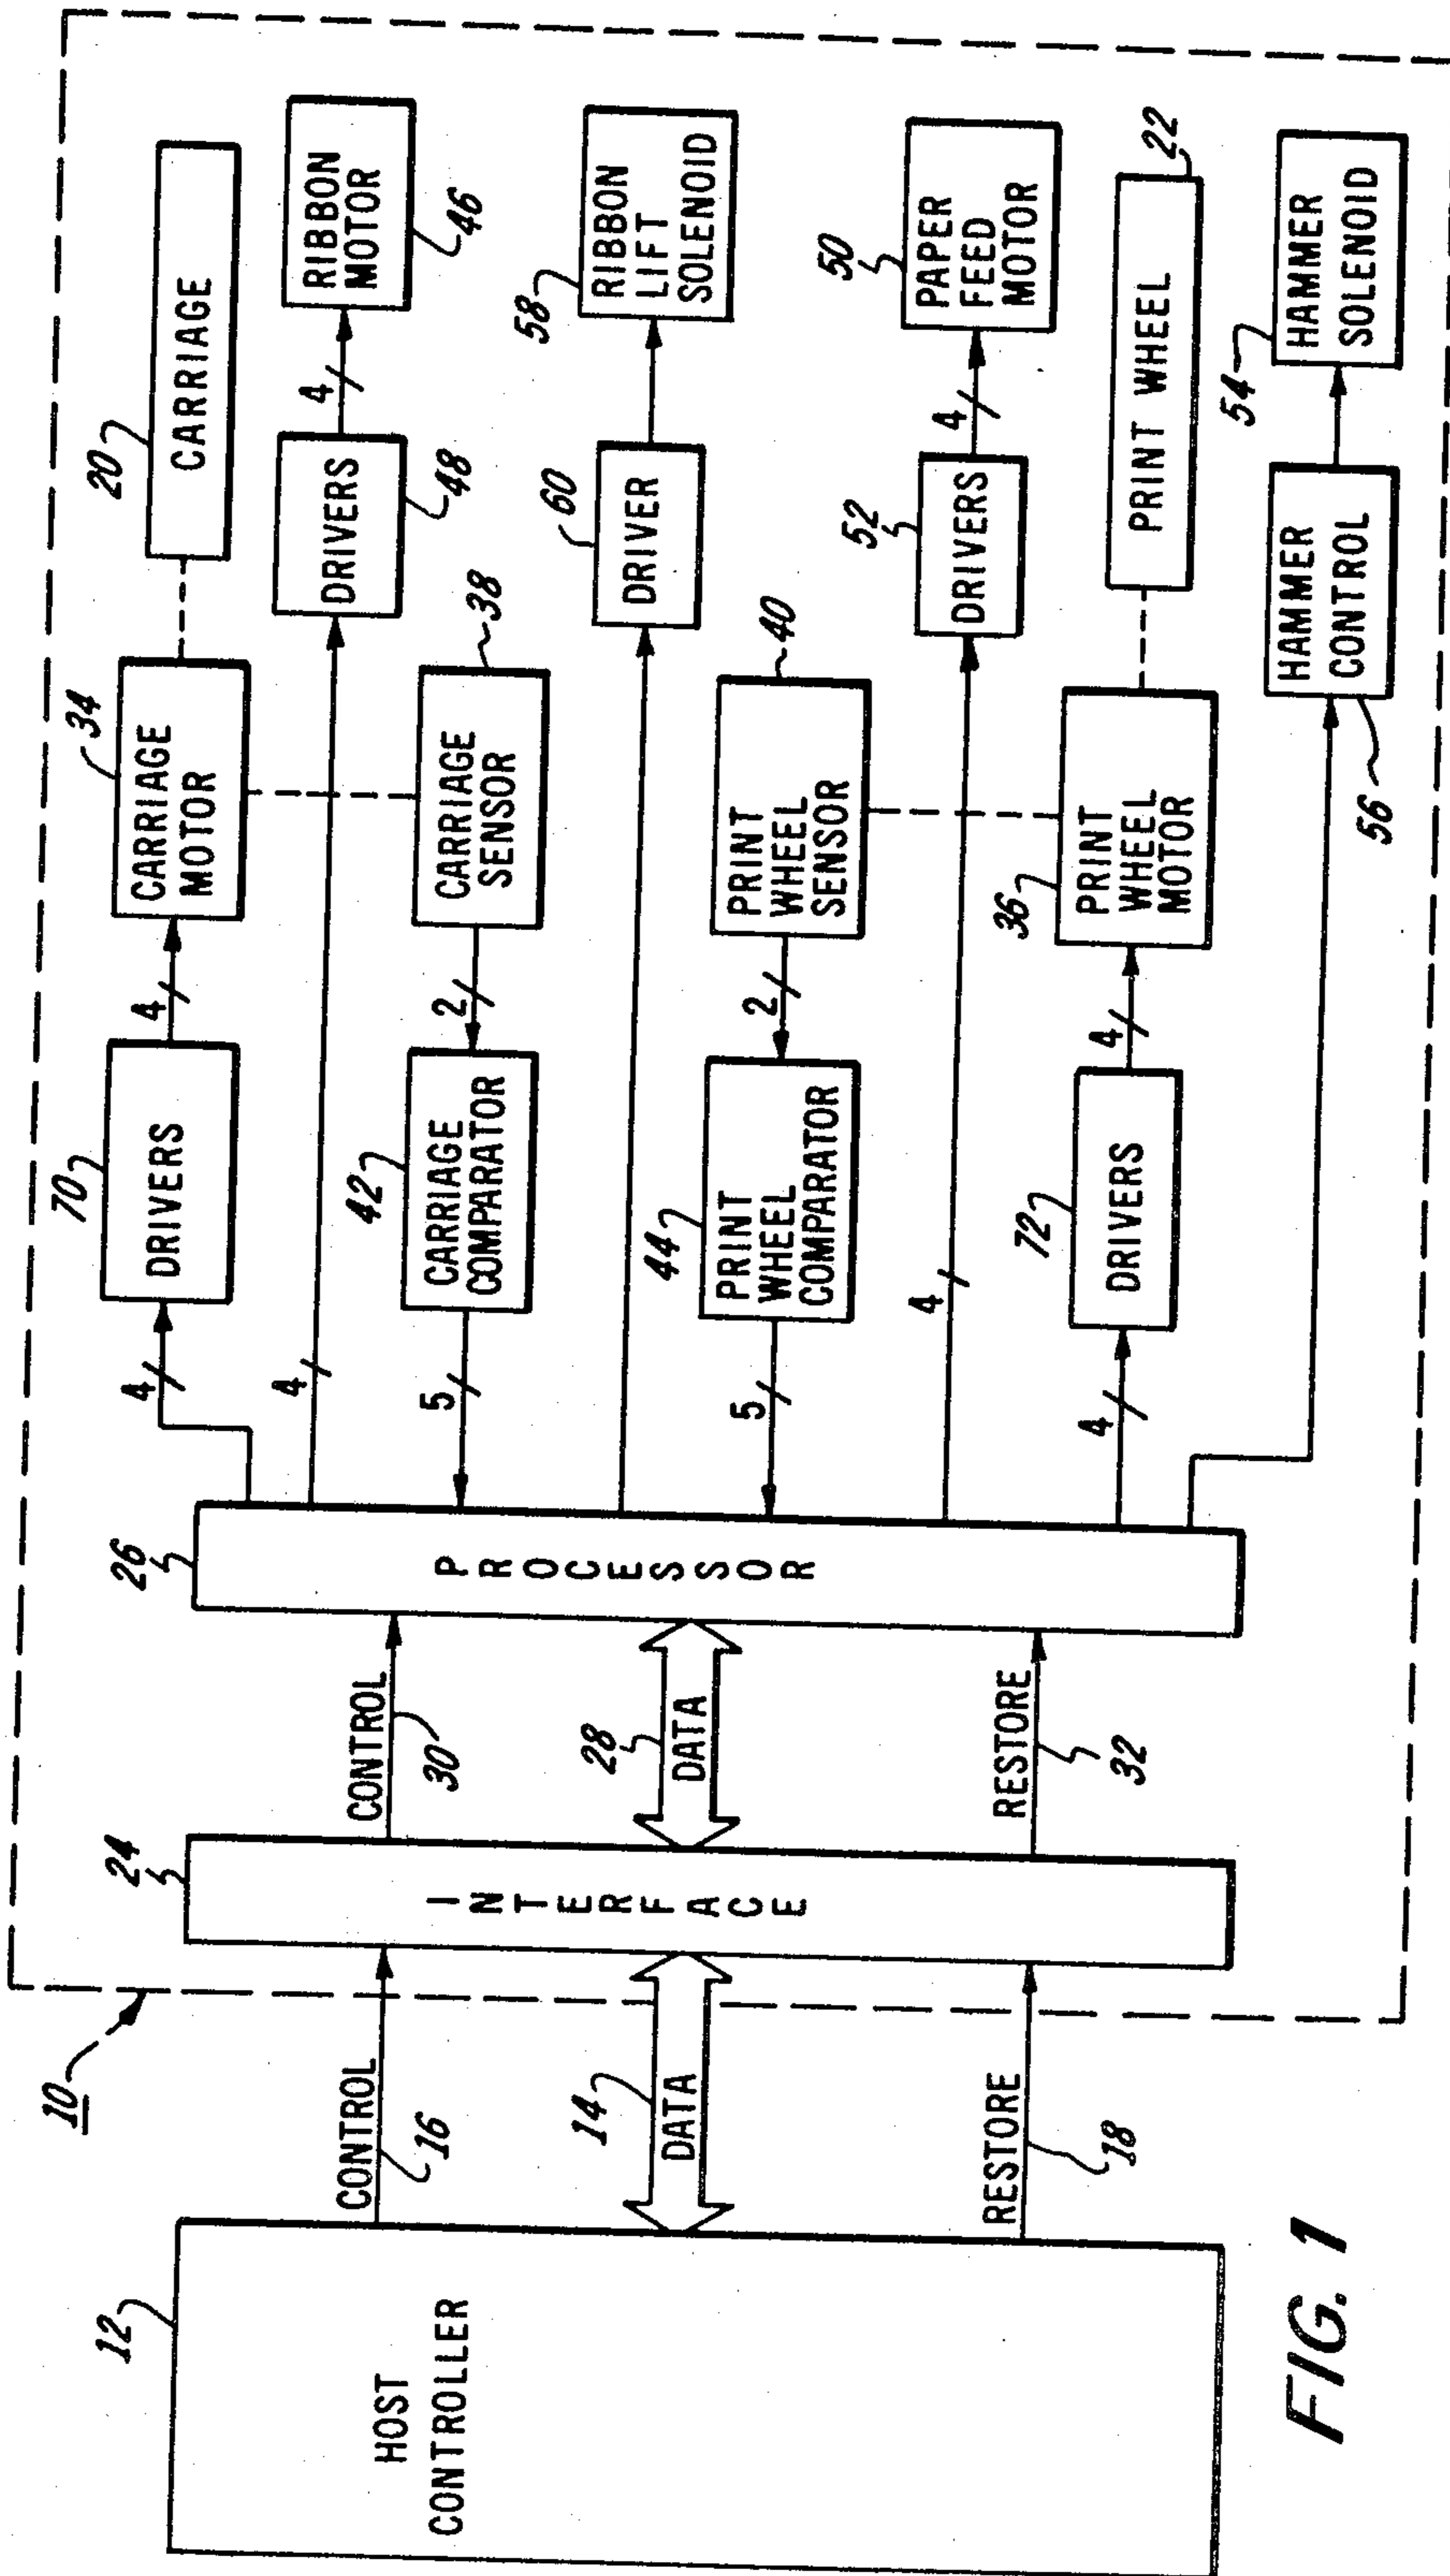 10
12
HOST
CONTROLLER
CONTROL
16
14
DATA
RESTORE
18
24
INTERFACE
CONTROL
30
28
DATA
RESTORE
32
26
PROCESSOR
4
70
DRIVERS
4
34
CARRIAGE
MOTOR
20
CARRIAGE
4
DRIVERS
48
4
RIBBON
MOTOR
46
5
42
CARRIAGE
COMPARATOR
2
CARRIAGE
SENSOR
38
60
DRIVER
58
RIBBON
LIFT
SOLENOID
5
44
PRINT
WHEEL
COMPARATOR
2
PRINT
WHEEL
SENSOR
40
4
52
DRIVERS
4
50
PAPER
FEED
MOTOR
4
72
DRIVERS
4
36
PRINT
WHEEL
MOTOR
PRINT WHEEL
22
HAMMER
CONTROL
56
54
HAMMER
SOLENOID
FIG. 1